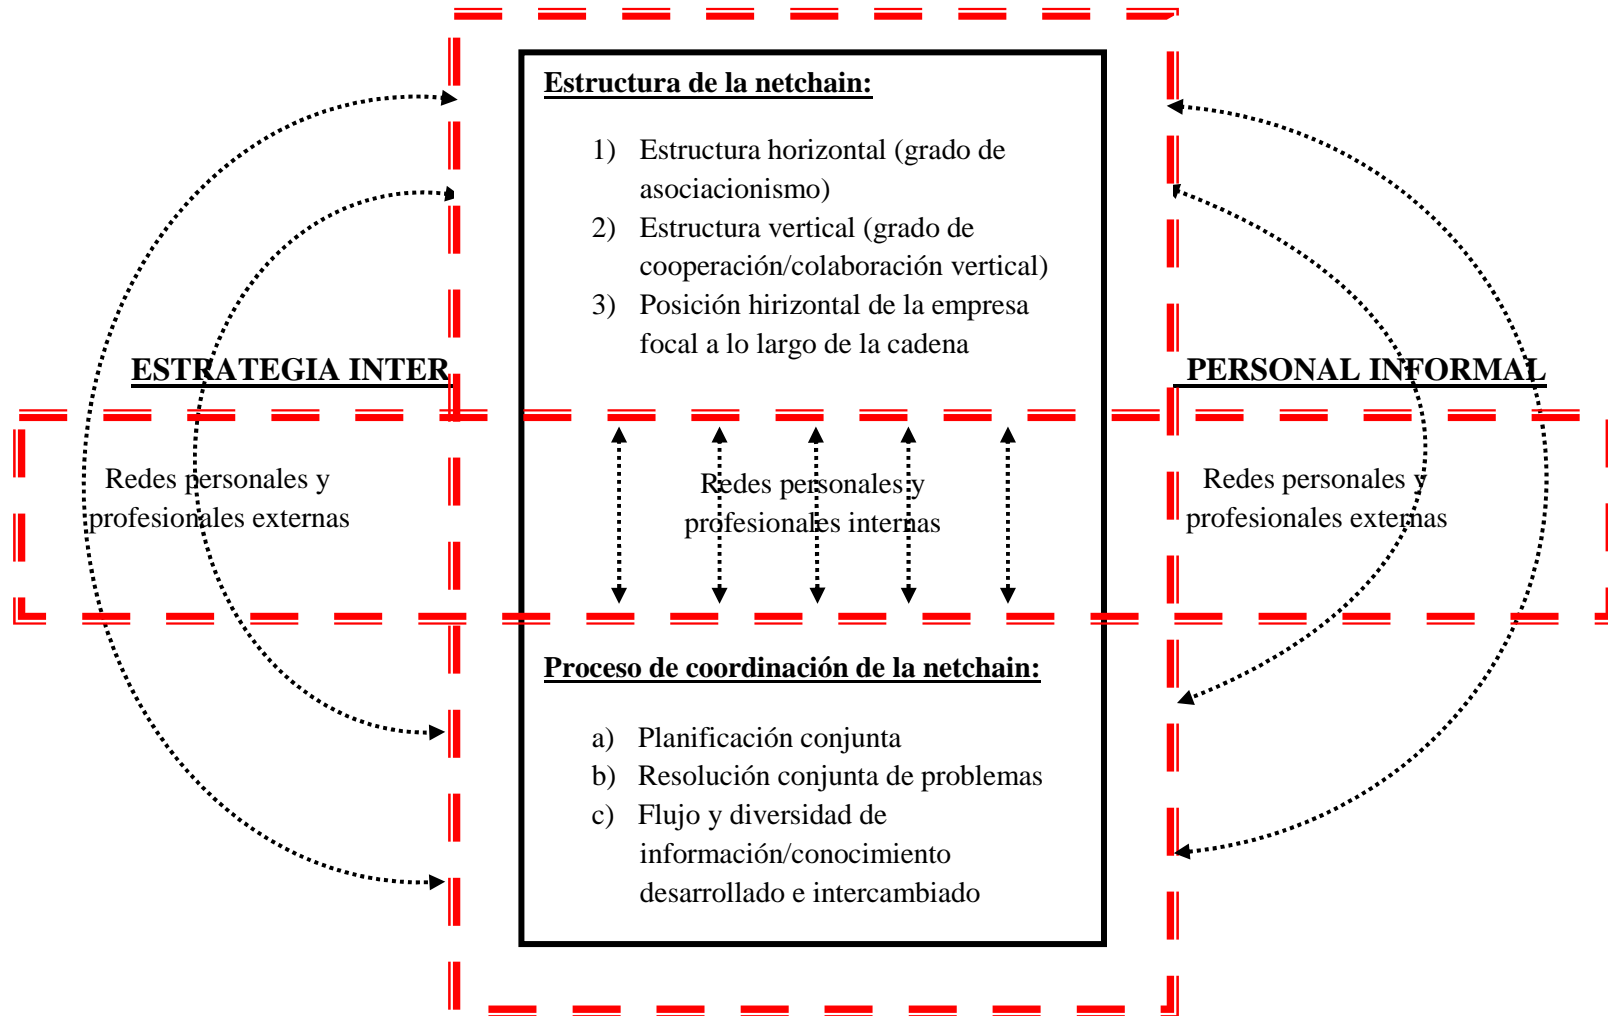 Estructura de la netchain:
1) Estructura horizontal (grado de
asociacionismo)
2) Estructura vertical (grado de
cooperación/colaboración vertical)
3) Posición hirizontal de la empresa
focal a lo largo de la cadena
ESTRATEGIA INTER
PERSONAL INFORMAL
Redes personales y
profesionales externas
Redes personales y
profesionales internas
Redes personales y
profesionales externas
Proceso de coordinación de la netchain:
a) Planificación conjunta
b) Resolución conjunta de problemas
c) Flujo y diversidad de
información/conocimiento
desarrollado e intercambiado